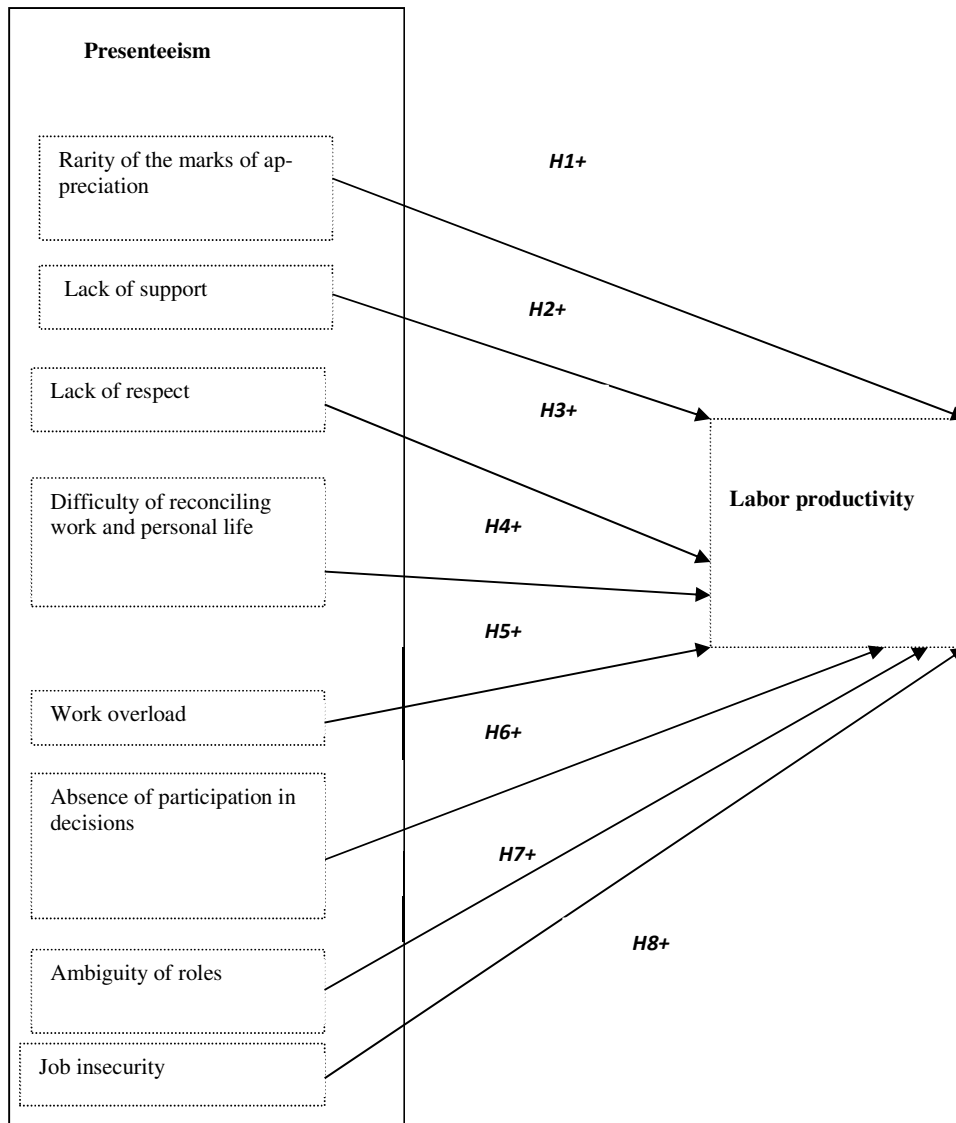 Presenteeism
Rarity of the marks of ap-
preciation
H1+
Lack of support
H2+
Lack of respect
H3+
Difficulty of reconciling
work and personal life
Labor productivity
H4+
H5+
Work overload
H6+
Absence of participation in
decisions
H7+
H8+
Ambiguity of roles
Job insecurity